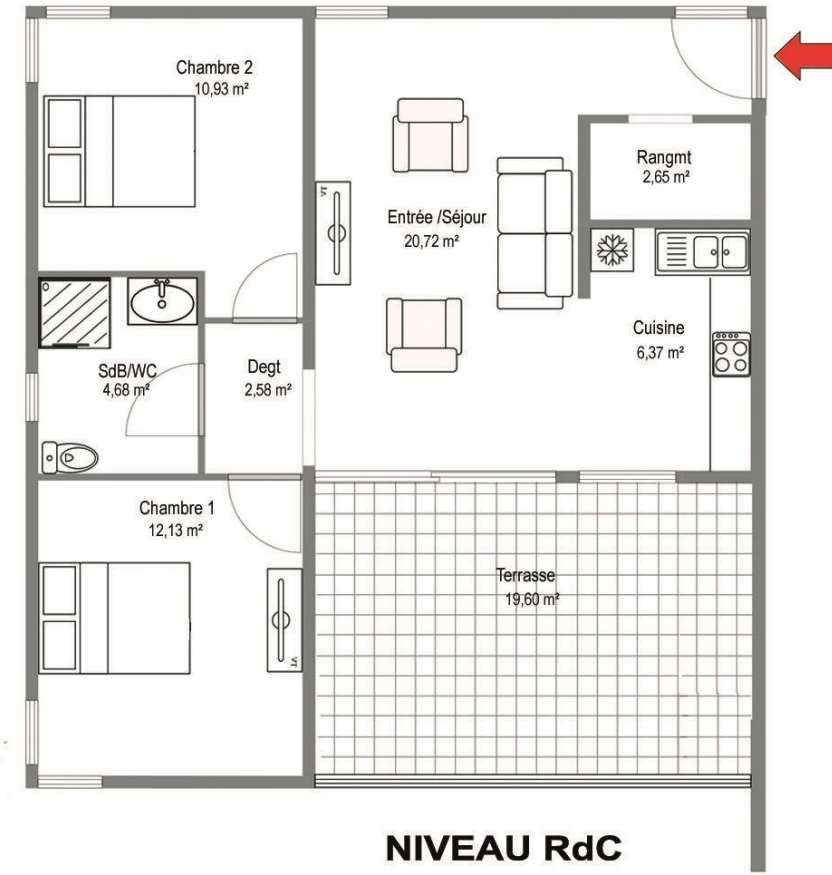 Chambre 2
10,93 m²
Rangmt
2,65 m²
Entrée /Séjour
20,72 m²
VT
Cuisine
6,37 m²
SdB/WC
4,68 m²
Degt
2,58 m²
Chambre 1
12,13 m²
VT
Terrasse
19,60 m²
NIVEAU RdC